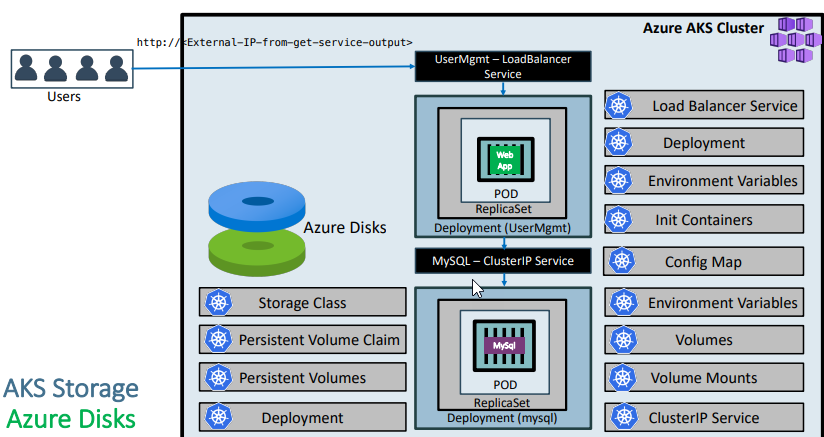 Azure AKS Cluster
http://<External-IP-from-get-service-output>
Users
UserMgmt – LoadBalancer
Service
Web
App
POD
ReplicaSet
Deployment (UserMgmt)
MySQL – ClusterIP Service
MySql
POD
ReplicaSet
Deployment (mysql)
Azure Disks
Storage Class
Persistent Volume Claim
Persistent Volumes
Deployment
Load Balancer Service
Deployment
Environment Variables
Init Containers
Config Map
Environment Variables
Volumes
Volume Mounts
ClusterIP Service
AKS Storage
Azure Disks